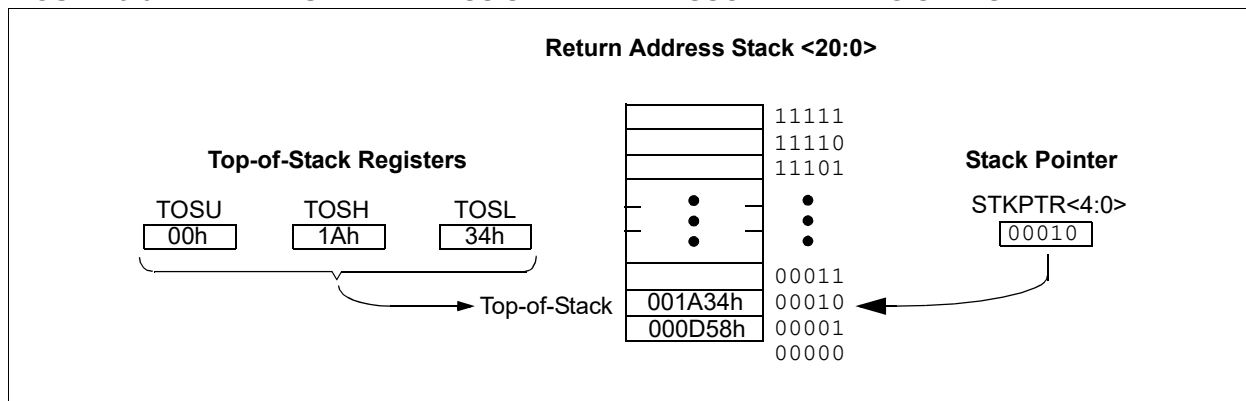 Return Address Stack <20:0>
11111
11110
Top-of-Stack Registers
11101
Stack Pointer
TOSU TOSH TOSL
STKPTR<4:0>
00h 1Ah 34h
00010
00011
Top-of-Stack 001A34h 00010
000D58h 00001
00000